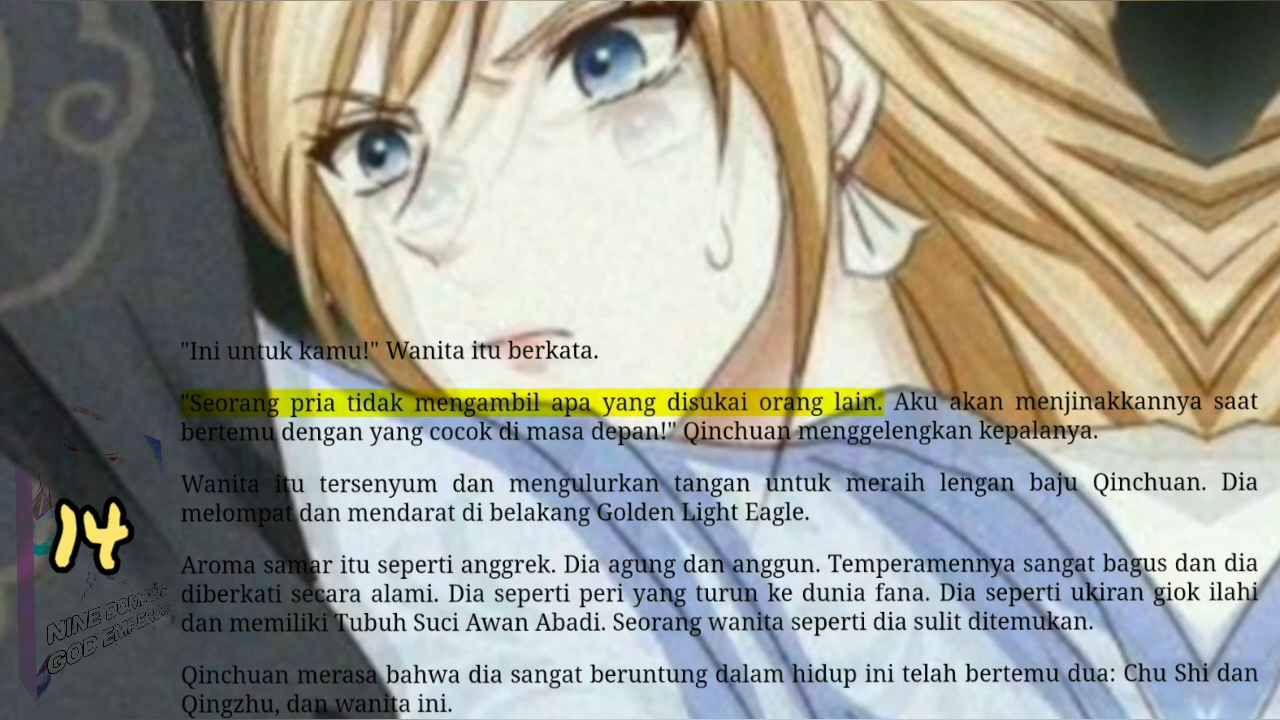 "Ini untuk kamu!" Wanita itu berkata.
"Seorang pria tidak mengambil apa yang disukai orang lain. Aku akan menjinakkannya saat
bertemu dengan yang cocok di masa depan!" Qinchuan menggelengkan kepalanya.
Wanita itu tersenyum dan mengulurkan tangan untuk meraih lengan baju Qinchuan. Dia
melompat dan mendarat di belakang Golden Light Eagle.
Aroma samar itu seperti anggrek. Dia agung dan anggun. Temperamennya sangat bagus dan dia
diberkati secara alami. Dia seperti peri yang turun ke dunia fana. Dia seperti ukiran giok ilahi
dan memiliki Tubuh Suci Awan Abadi. Seorang wanita seperti dia sulit ditemukan.
Qinchuan merasa bahwa dia sangat beruntung dalam hidup ini telah bertemu dua: Chu Shi dan
Qingzhu, dan wanita ini.
14
NINE
GOD EMPEROR